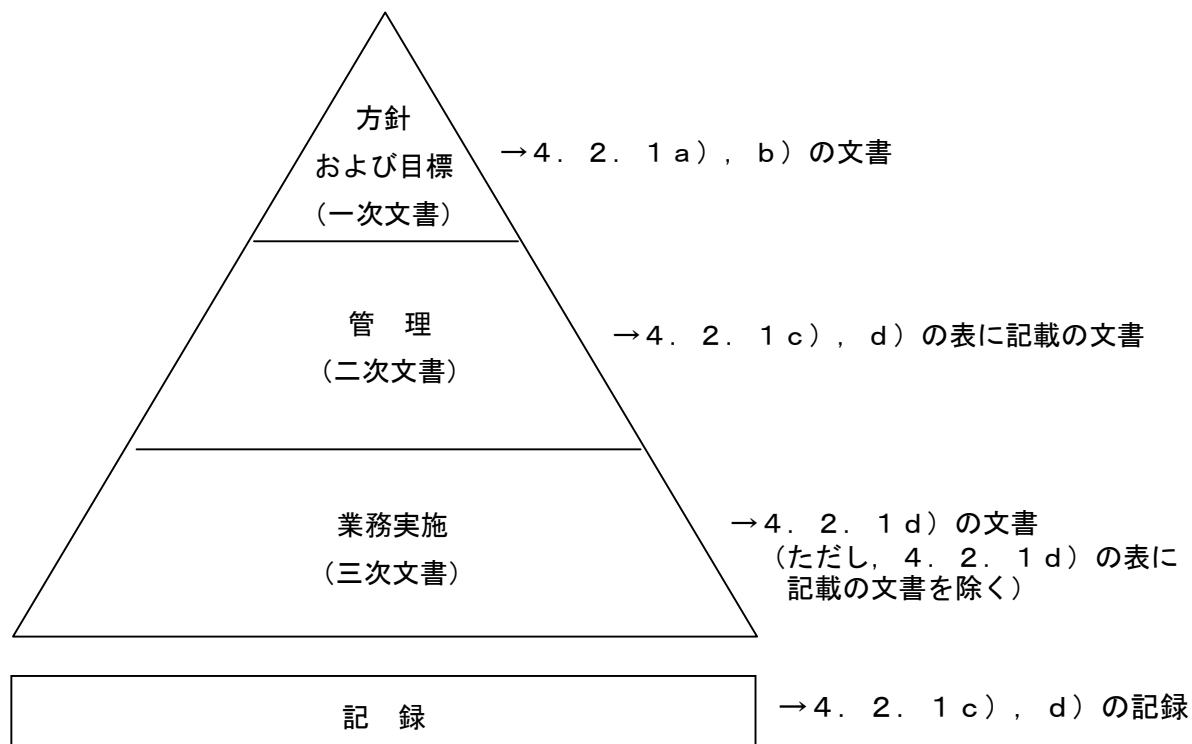 方針
および目標
（一次文書）
→４．２．１ａ），ｂ）の文書
管　理
（二次文書）
→４．２．１ｃ），ｄ）の表に記載の文書
業務実施
（三次文書）
→４．２．１ｄ）の文書
（ただし，４．２．１ｄ）の表に
記載の文書を除く）
記　録
→４．２．１ｃ），ｄ）の記録